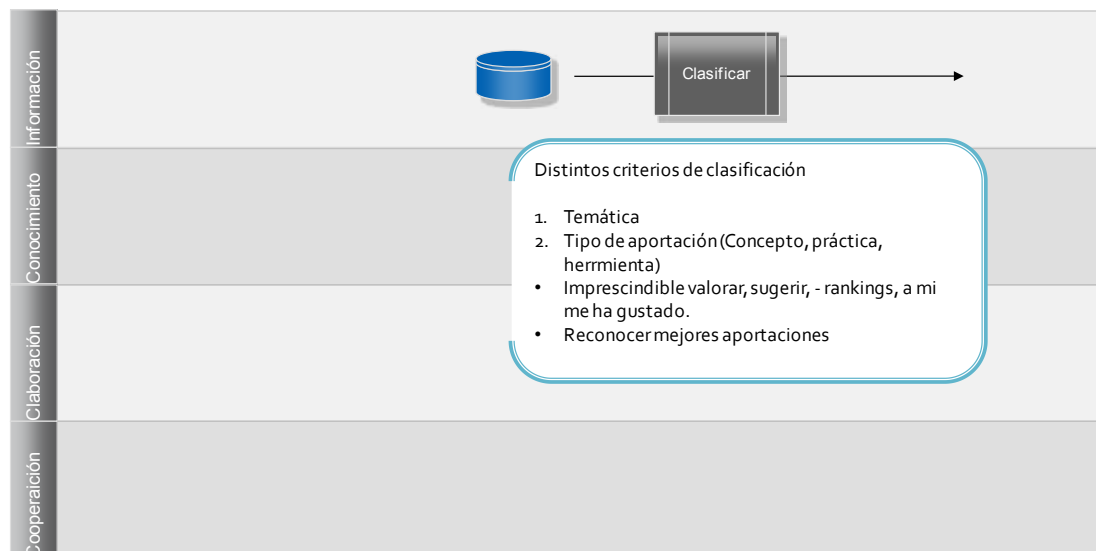 Información
Clasificar
Conocimiento
Distintos criterios de clasificación
1. Temática
2. Tipo de aportación (Concepto, práctica,
herrmienta)
• Imprescindible valorar, sugerir, - rankings, a mi
me ha gustado.
• Reconocer mejores aportaciones
Claboración
Cooperaición